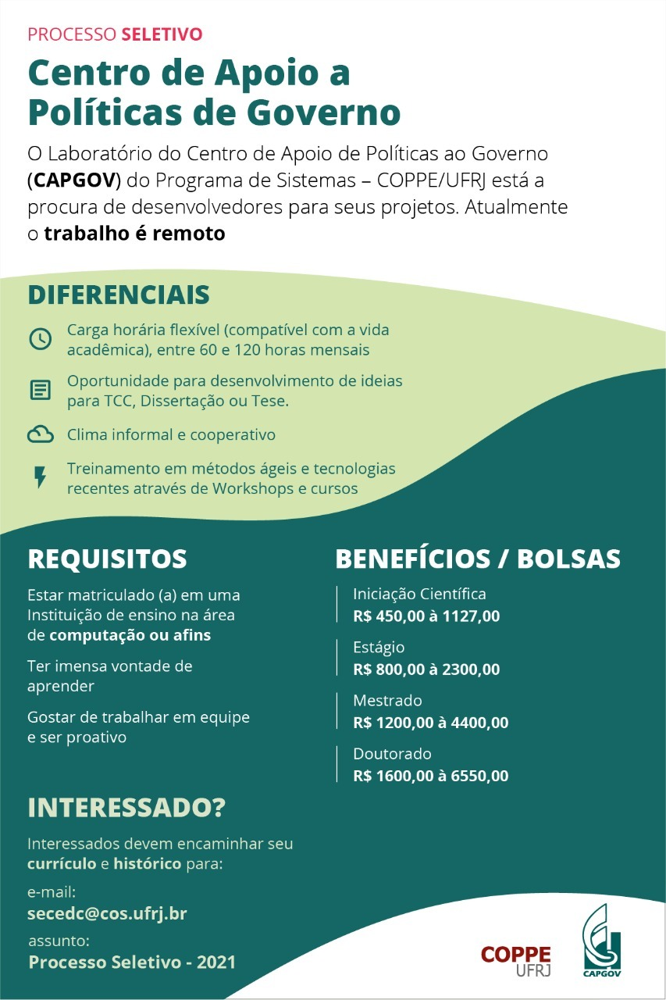 PROCESSO SELETIVO
Centro de Apoio a
Políticas de Governo
O Laboratório do Centro de Apoio de Políticas ao Governo
(CAPGOV) do Programa de Sistemas – COPPE/UFRJ está a
procura de desenvolvedores para seus projetos. Atualmente
o trabalho é remoto
DIFERENCIAIS
Carga horária flexível (compatível com a vida
acadêmica), entre 60 e 120 horas mensais
Oportunidade para desenvolvimento de ideias
para TCC, Dissertação ou Tese.
Clima informal e cooperativo
Treinamento em métodos ágeis e tecnologias
recentes através de Workshops e cursos
REQUISITOS
Estar matriculado (a) em uma
Instituição de ensino na área
de computação ou afins
Ter imensa vontade de
aprender
Gostar de trabalhar em equipe
e ser proativo
BENEFÍCIOS / BOLSAS
Iniciação Científica
R$ 450,00 à 1127,00
Estágio
R$ 800,00 à 2300,00
Mestrado
R$ 1200,00 à 4400,00
Doutorado
R$ 1600,00 à 6550,00
INTERESSADO?
Interessados devem encaminhar seu
currículo e histórico para:
e-mail:
secedc@cos.ufrj.br
assunto:
Processo Seletivo - 2021
COPPE
UFRJ
CAPGOV